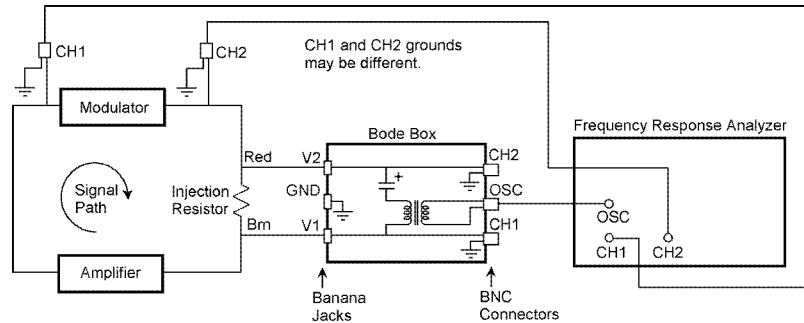 CH1
CH2
CH1 and CH2 grounds
may be different.
Modulator
Bode Box
Frequency Response Analyzer
Red
V2
CH2
+
Signal
Path
Injection
Resistor
GND
OSC
OSC
Brn
V1
CH1
CH1
CH2
Amplifier
Banana
Jacks
BNC
Connectors